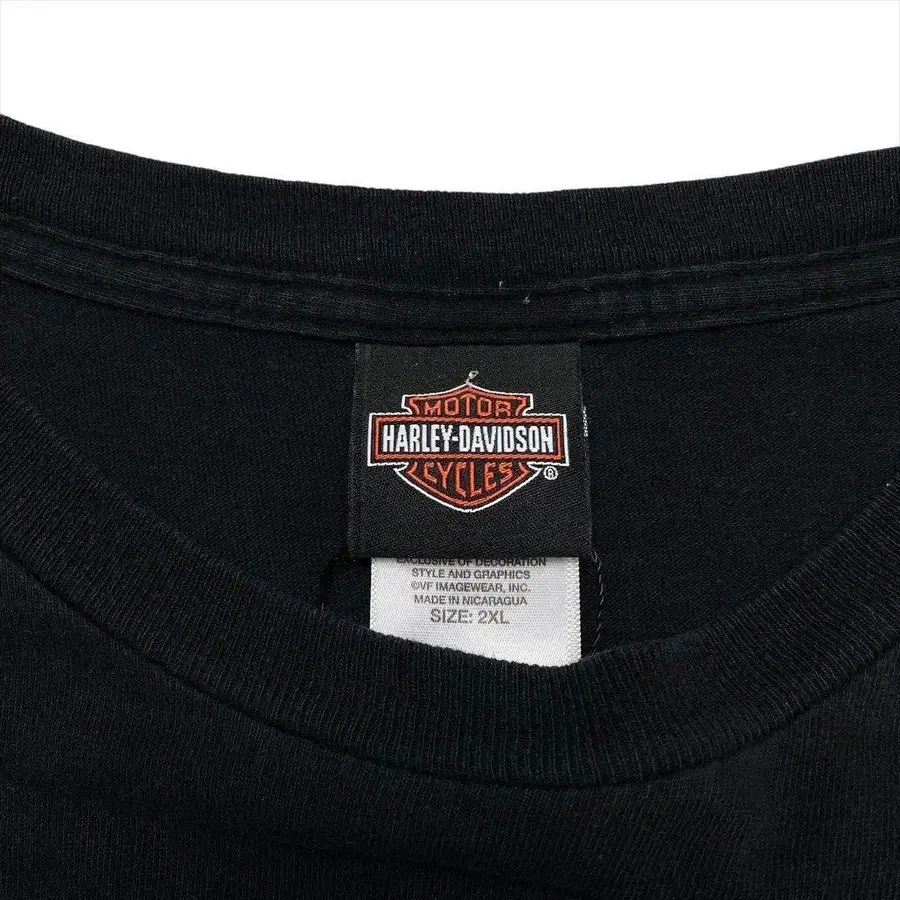 MOTOR
HARLEY-DAVIDSON
CYCLES
®
EXCLUSIVE OF DECORATION
STYLE AND GRAPHICS
©VF IMAGEWEAR, INC.
MADE IN NICARAGUA
SIZE: 2XL